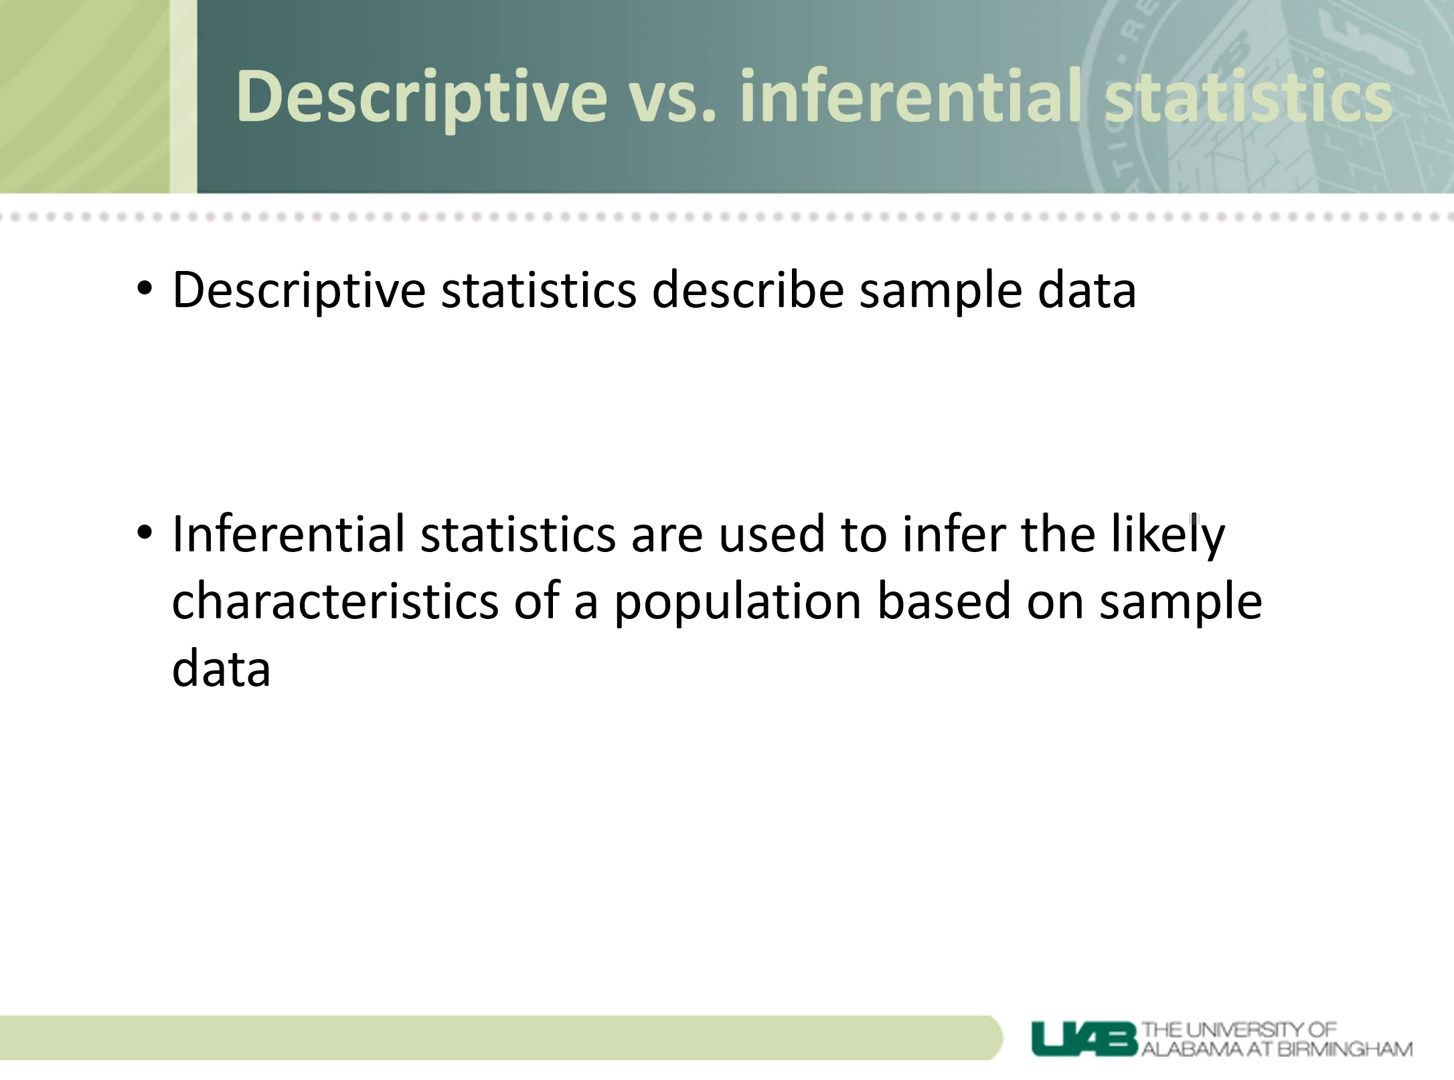 Descriptive vs. inferential statistics
• Descriptive statistics describe sample data
• Inferential statistics are used to infer the likely
characteristics of a population based on sample
data
UAB THE UNIVERSITY OF
ALABAMA AT BIRMINGHAM